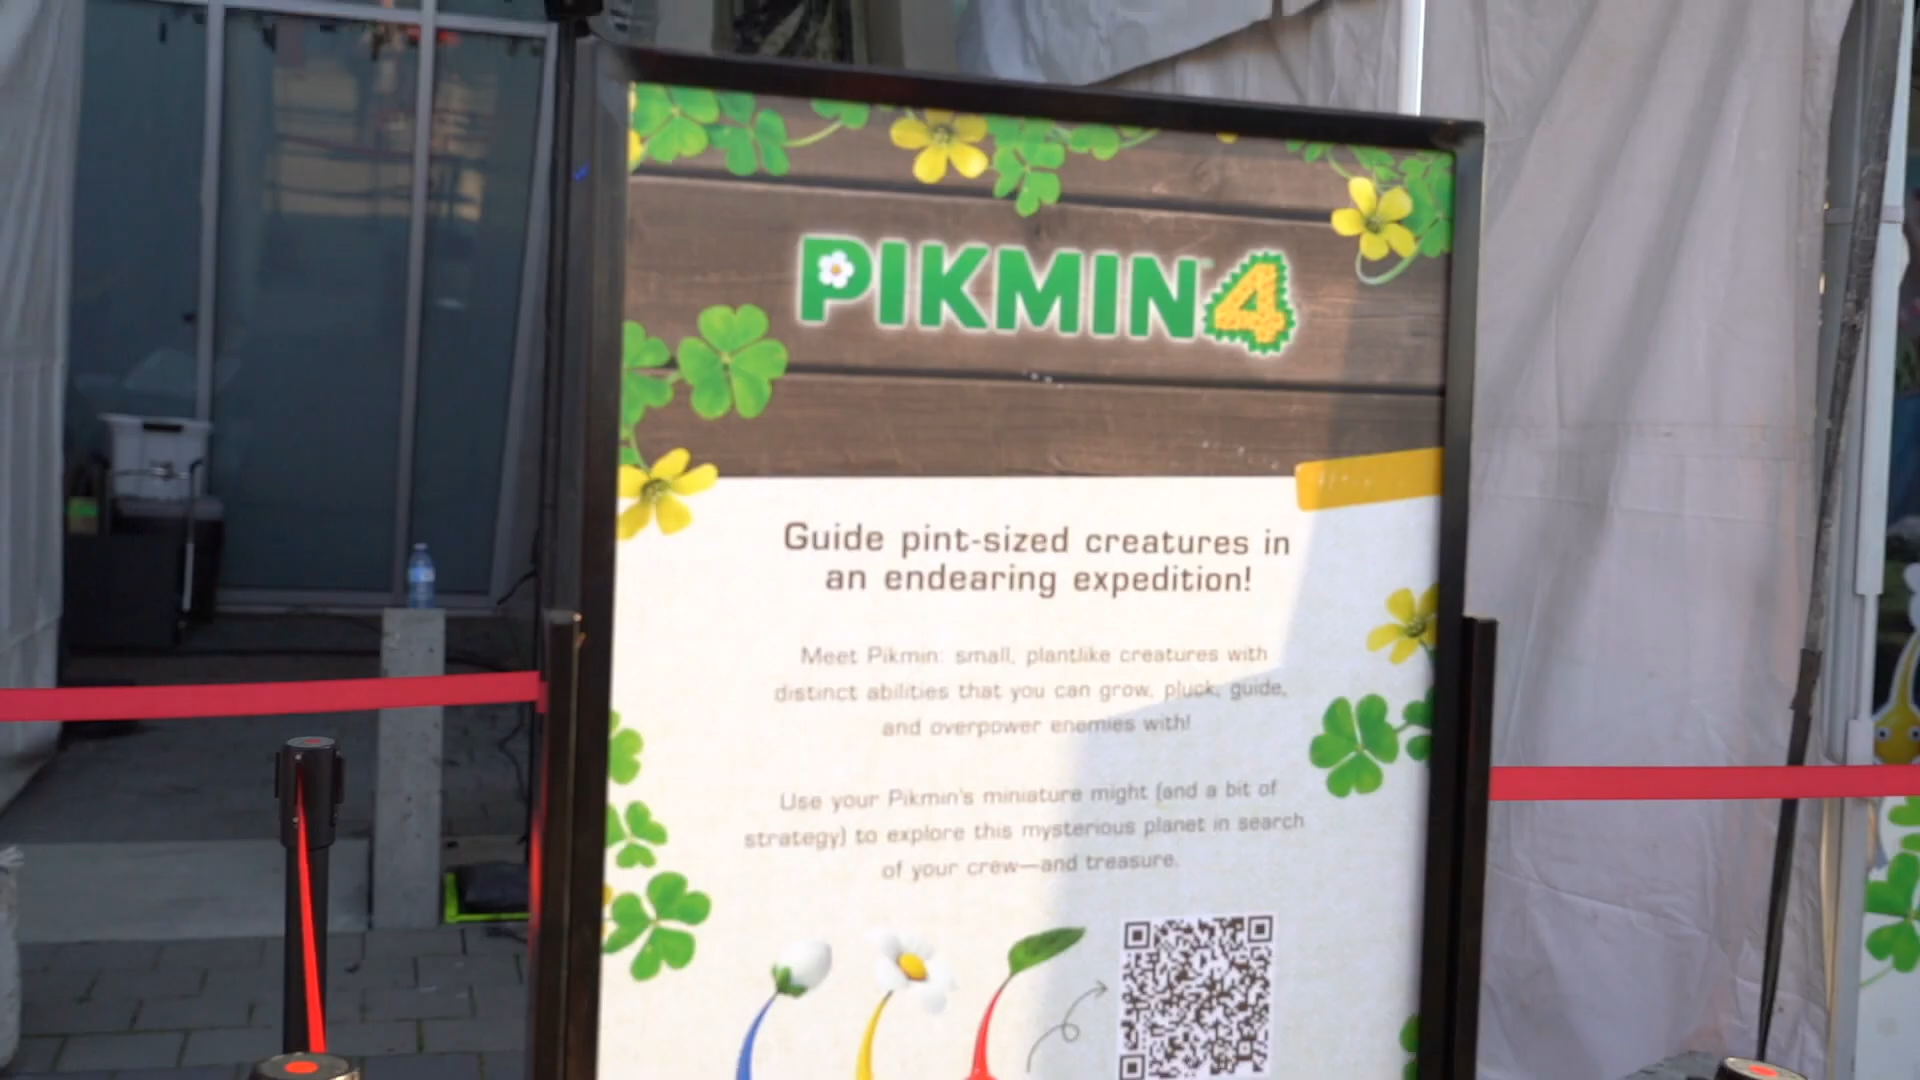 PIKMIN 4
Guide pint-sized creatures in
an endearing expedition!
Meet Pikmin: small, plantlike creatures with
distinct abilities that you can grow, pluck, guide,
and overpower enemies with!
Use your Pikmin's miniature might (and a bit of
strategy) to explore this mysterious planet in search
of your crew—and treasure.